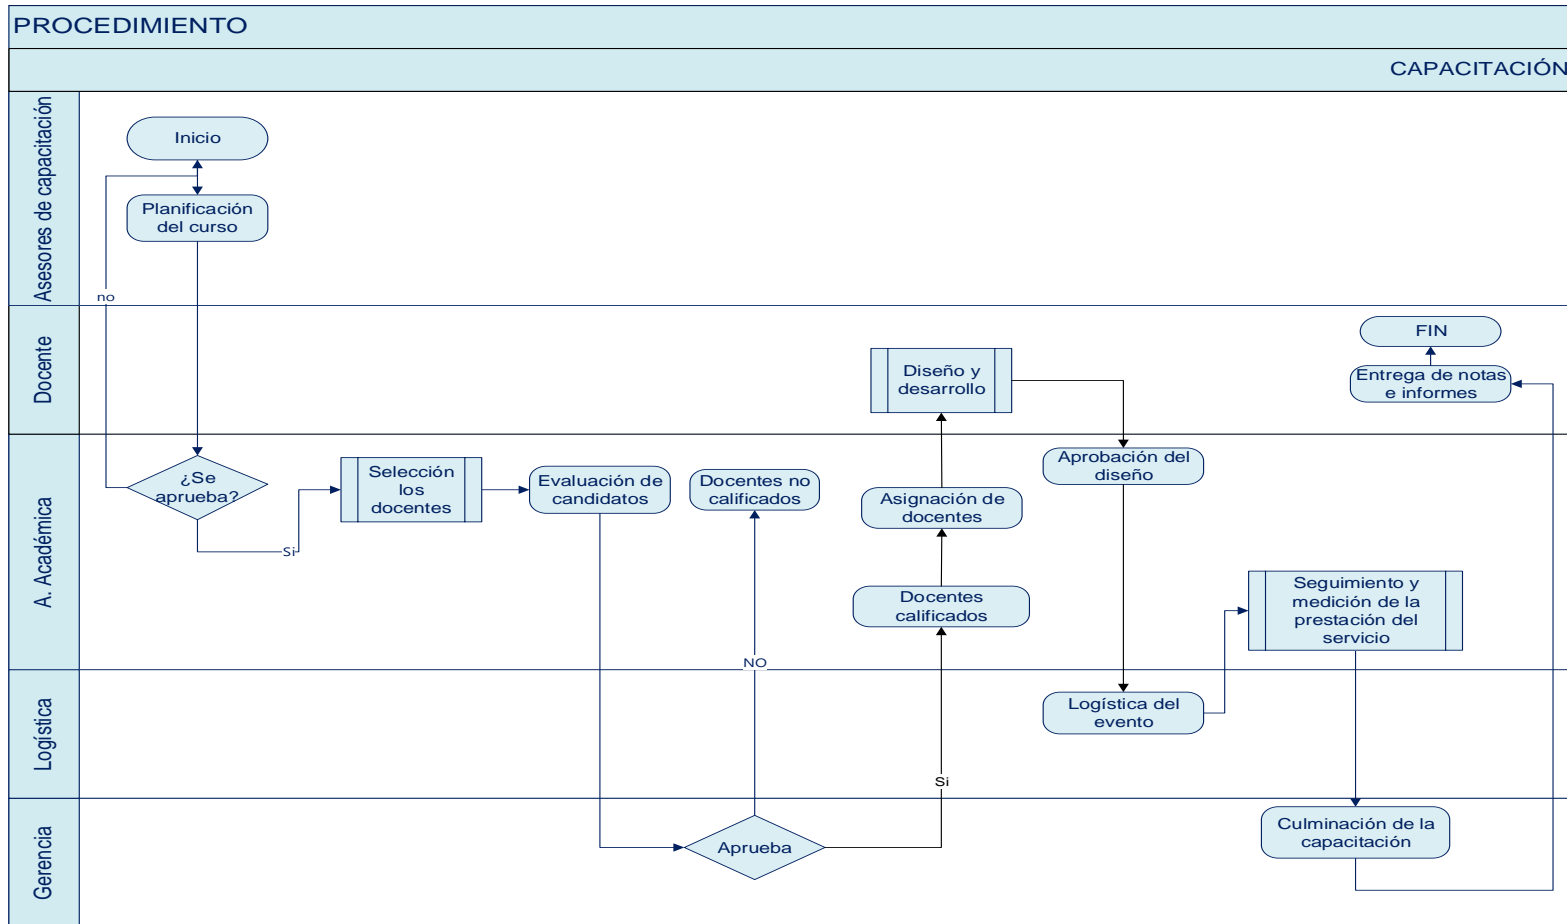 PROCEDIMIENTO
CAPACITACIÓN
Asesores de capacitación
Inicio
Planificación
del curso
no
Docente
Diseño y
desarrollo
FIN
Entrega de notas
e informes
A. Académica
¿Se
aprueba?
Si
Selección
los
docentes
Evaluación de
candidatos
Docentes no
calificados
Asignación de
docentes
Docentes
calificados
Aprobación del
diseño
Seguimiento y
medición de la
prestación del
servicio
NO
Logística
Logística del
evento
Si
Gerencia
Aprueba
Culminación de la
capacitación